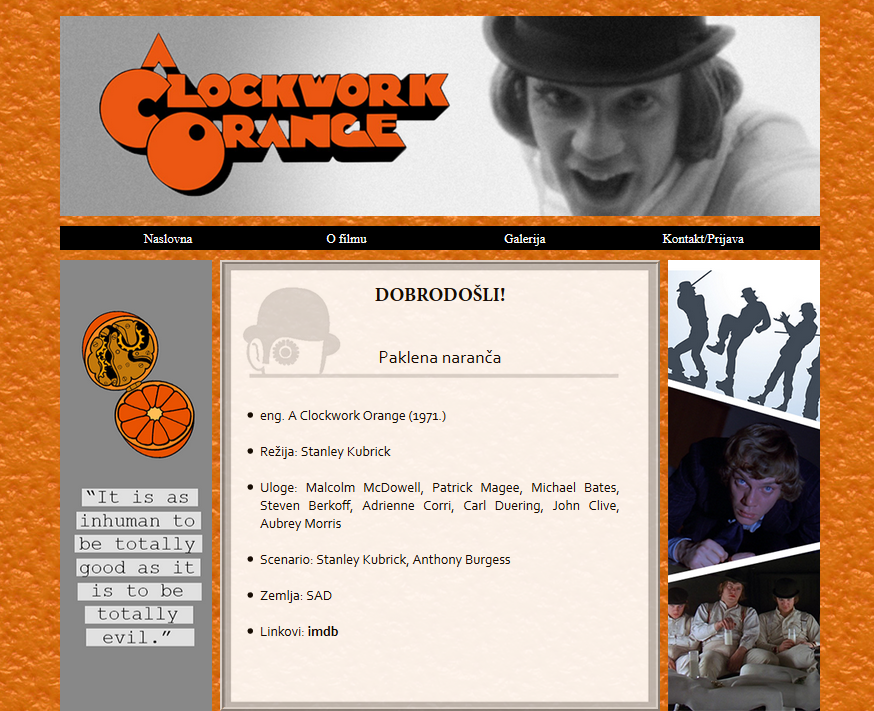 A CLOCKWORK
ORANGE
Naslovna O filmu Galerija Kontakt/Prijava
“It is as
inhuman to
be totally
good as it
is to be
totally
evil.”
DOBRODOŠLI!
Paklena naranča
eng. A Clockwork Orange (1971.)
Režija: Stanley Kubrick
Uloge: Malcolm McDowell, Patrick Magee, Michael Bates,
Steven Berkoff, Adrienne Corri, Carl Duering, John Clive,
Aubrey Morris
Scenario: Stanley Kubrick, Anthony Burgess
Zemlja: SAD
Linkovi: imdb